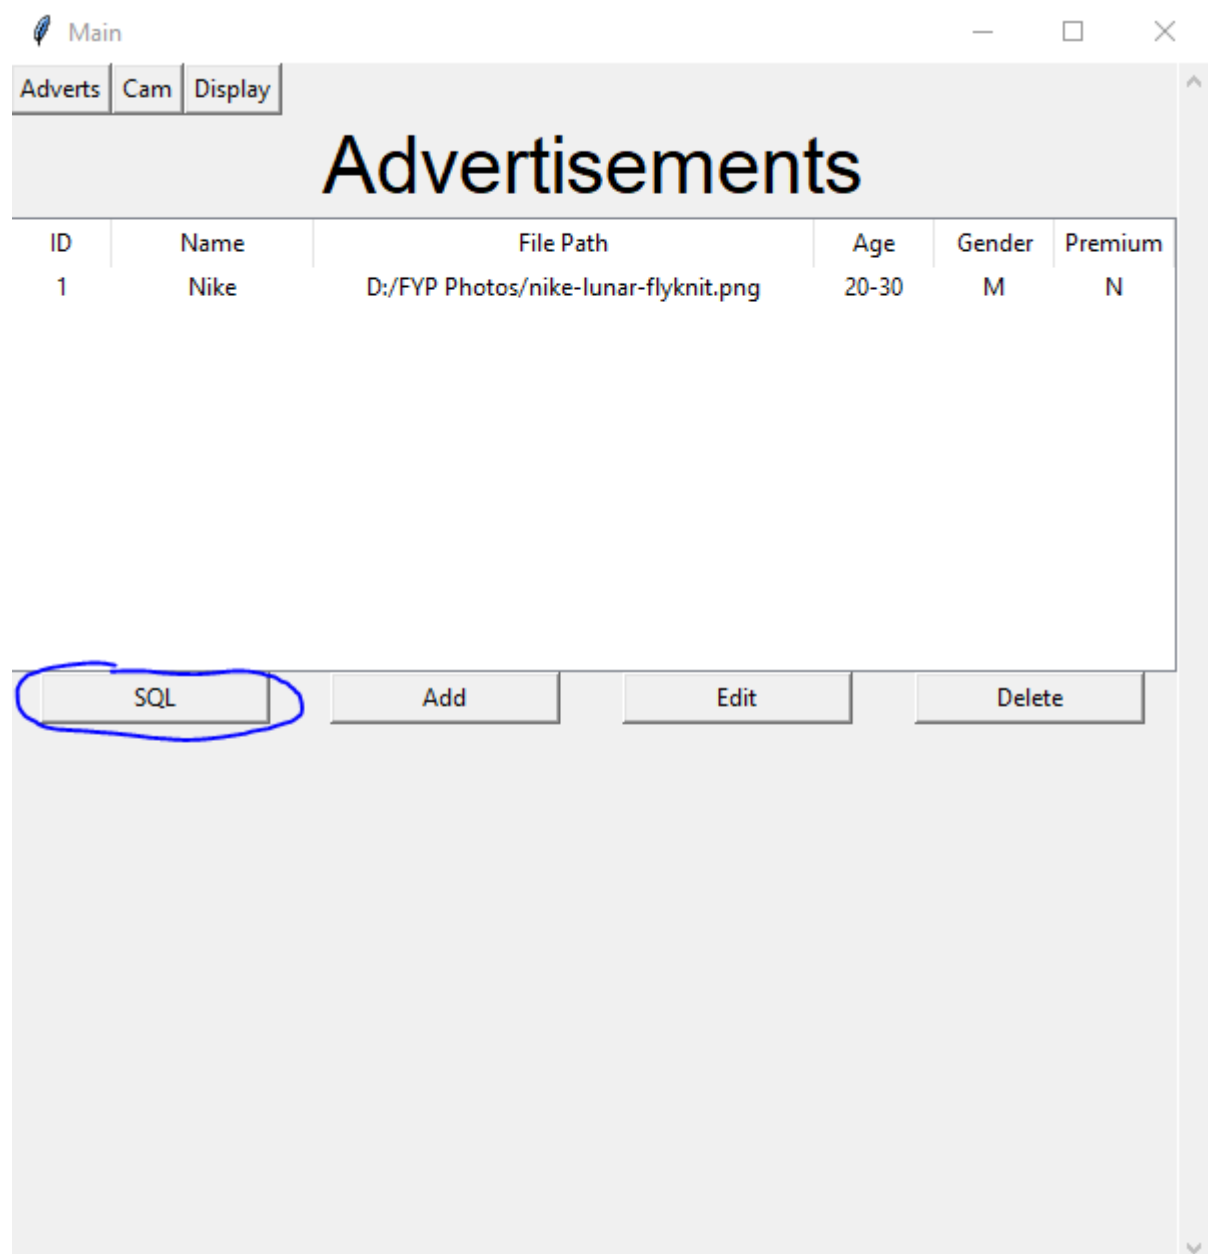 Main
Adverts Cam Display
Advertisements
ID Name File Path Age Gender Premium
1 Nike D:/FYP Photos/nike-lunar-flyknit.png 20-30 M N
SQL Add Edit Delete